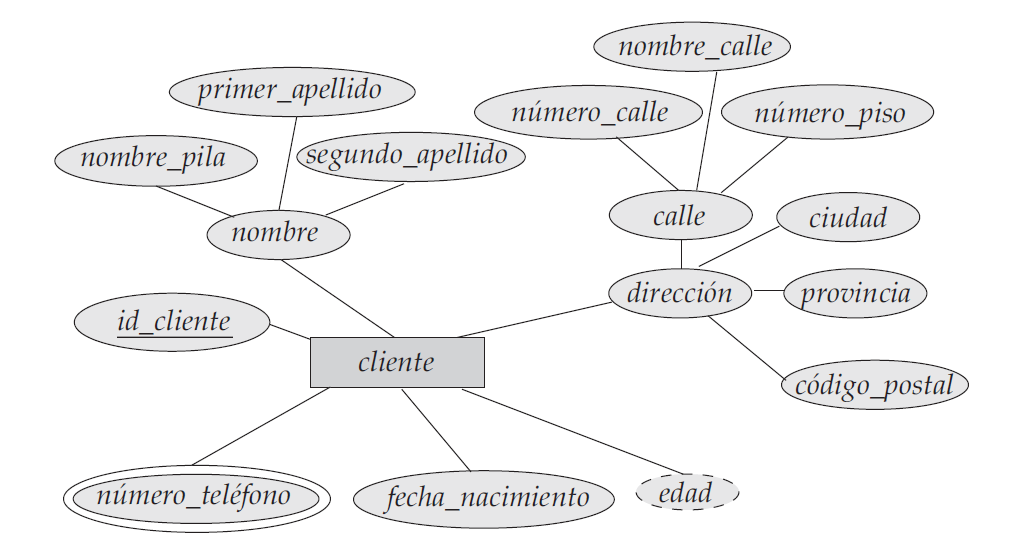 nombre_calle
primer_apellido
número_calle
número_piso
nombre_pila
segundo_apellido
nombre
calle
ciudad
dirección
provincia
id_cliente
cliente
código_postal
número_teléfono
fecha_nacimiento
edad